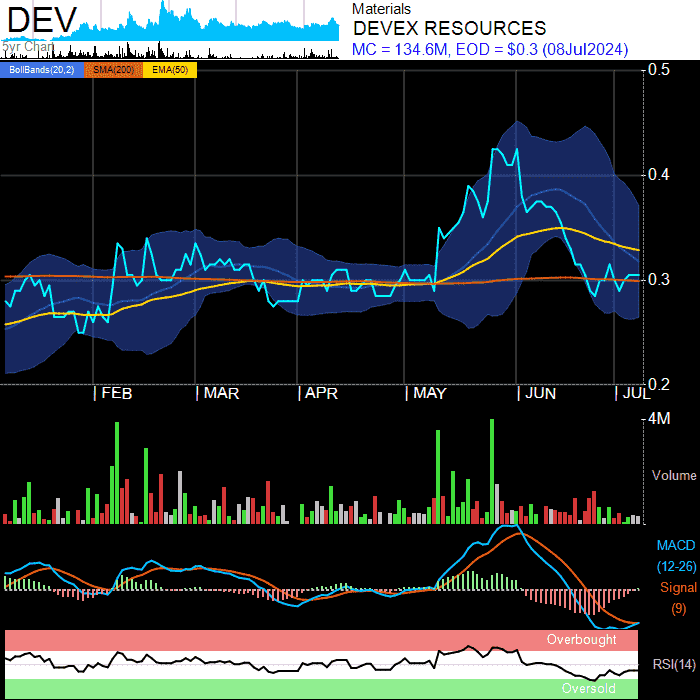 DEV
5yr Chart
Materials
DEVEX RESOURCES
MC = 134.6M, EOD = $0.3 (08Jul2024)
BollBands(20,2) SMA(200) EMA(50)
0.5
0.4
0.3
0.2
FEB MAR APR MAY JUN JUL
4M
Volume
MACD
(12-26)
Signal
(9)
Overbought
RSI(14)
Oversold